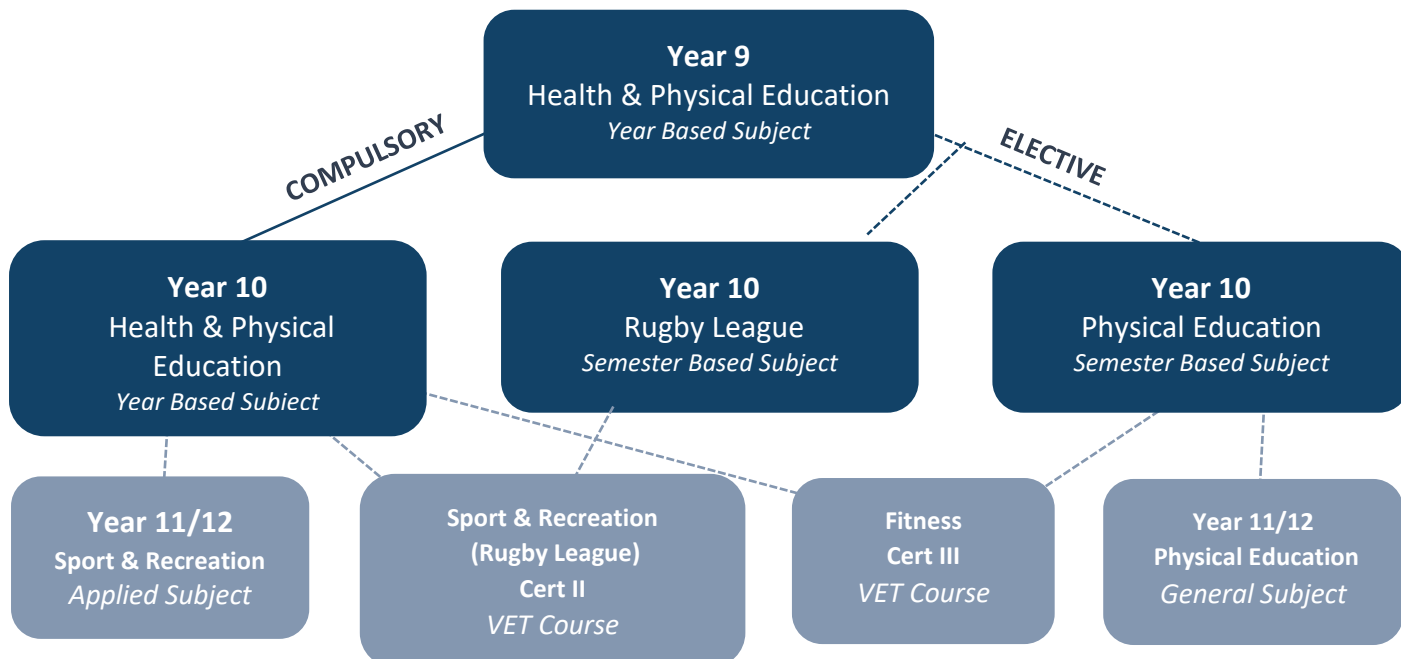 Year 9
Health & Physical Education
Year Based Subject
COMPULSORY
ELECTIVE
Year 10
Health & Physical
Education
Year Based Subiect
Year 10
Rugby League
Semester Based Subject
Year 10
Physical Education
Semester Based Subject
Year 11/12
Sport & Recreation
Applied Subject
Sport & Recreation
(Rugby League)
Cert II
VET Course
Fitness
Cert III
VET Course
Year 11/12
Physical Education
General Subject